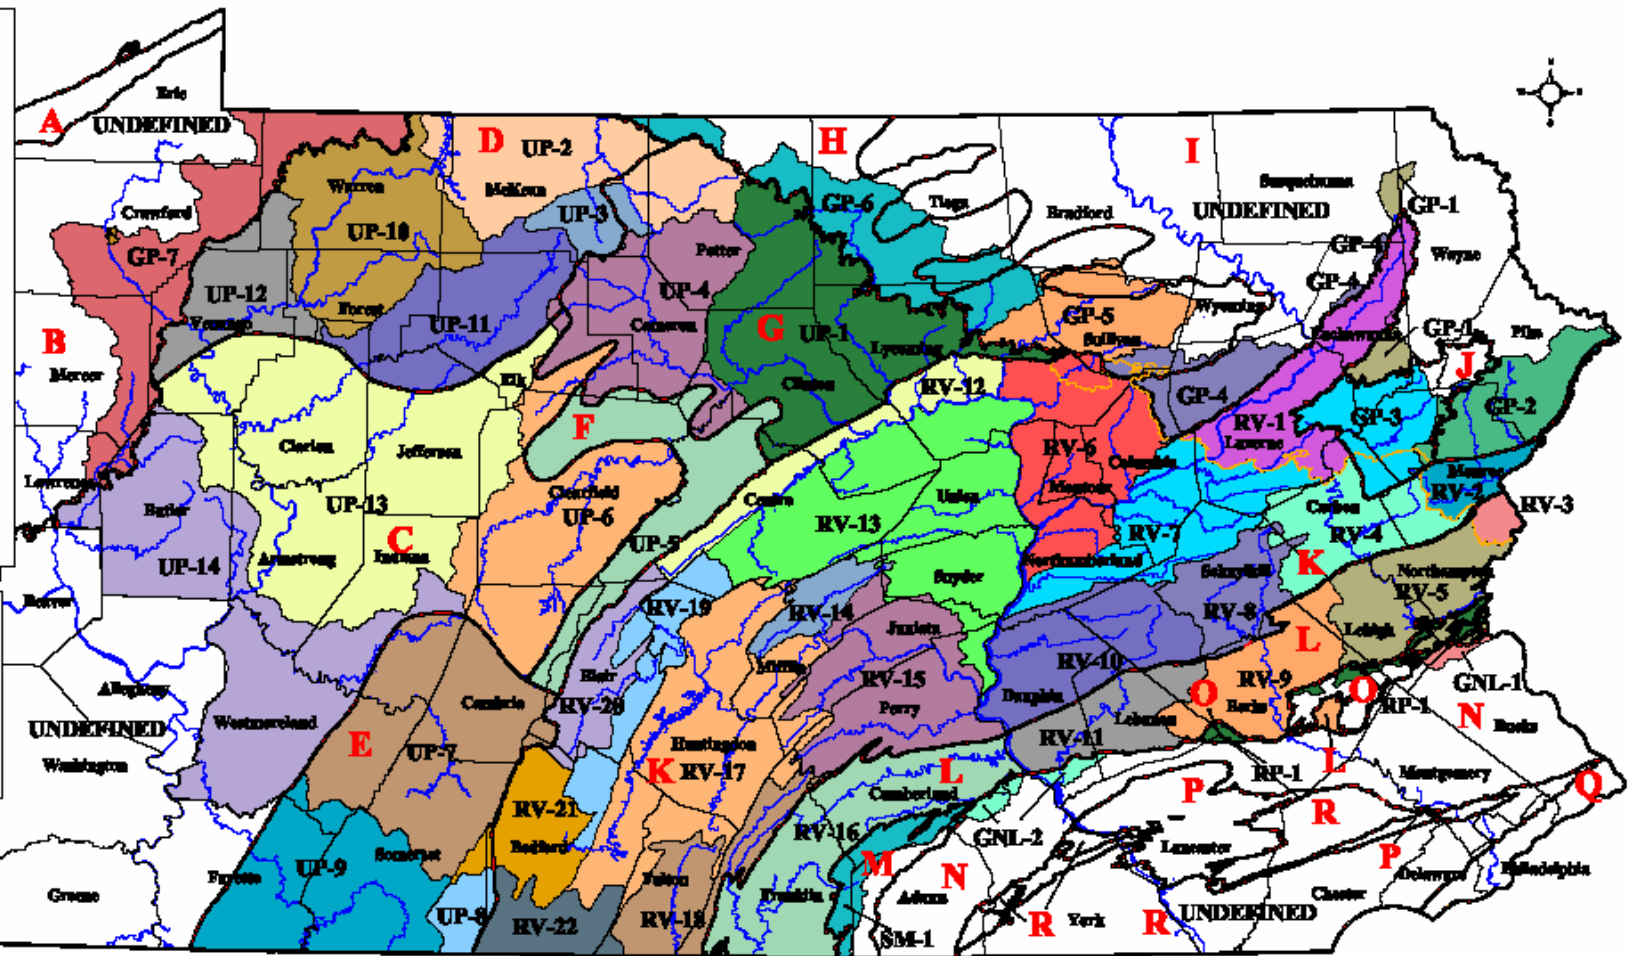 Erie
A
UNDEFINED
D
UP-2
H
I
Warren
McKean
Susquehanna
Crawford
UP-3
GP-6
Tioga
Bradford
UNDEFINED
GP-1
UP-10
Potter
GP-4
Wayne
GP-7
GP-4
UP-12
UP-4
Forest
Wyoming
Venango
UP-11
Cameron
G
UP-1
GP-5
Lackawanna
GP-1
Pike
B
Lycoming
Sullivan
Mercer
Elk
Clinton
RV-12
J
GP-4
GP-2
F
RV-1
GP-3
Clarion
Jefferson
RV-6
Luzerne
Columbia
Monroe
Lawrence
Clearfield
Centre
Union
Montour
RV-2
Butler
UP-13
UP-6
RV-13
Carbon
RV-3
C
UP-5
RV-7
RV-4
Armstrong
Indiana
UP-14
Northumberland
K
Snyder
Schuylkill
Northampton
RV-5
Beaver
RV-19
RV-14
RV-8
Juniata
Lehigh
L
Mifflin
RV-10
Blair
RV-15
RV-9
Allegheny
Dauphin
O
O
GNL-1
Cambria
RV-20
Perry
Berks
RP-1
N
UNDEFINED
Westmoreland
Lebanon
Bucks
E
UP-7
Huntingdon
RV-11
Washington
K
RV-17
L
RP-1
L
Montgomery
Q
Cumberland
P
RV-21
R
RV-16
GNL-2
Bedford
Lancaster
Somerset
P
UP-9
M
N
Delaware
Philadelphia
Fayette
Fulton
Greene
Franklin
Adams
Chester
UP-8
RV-18
UNDEFINED
RV-22
R
York
R
SM-1